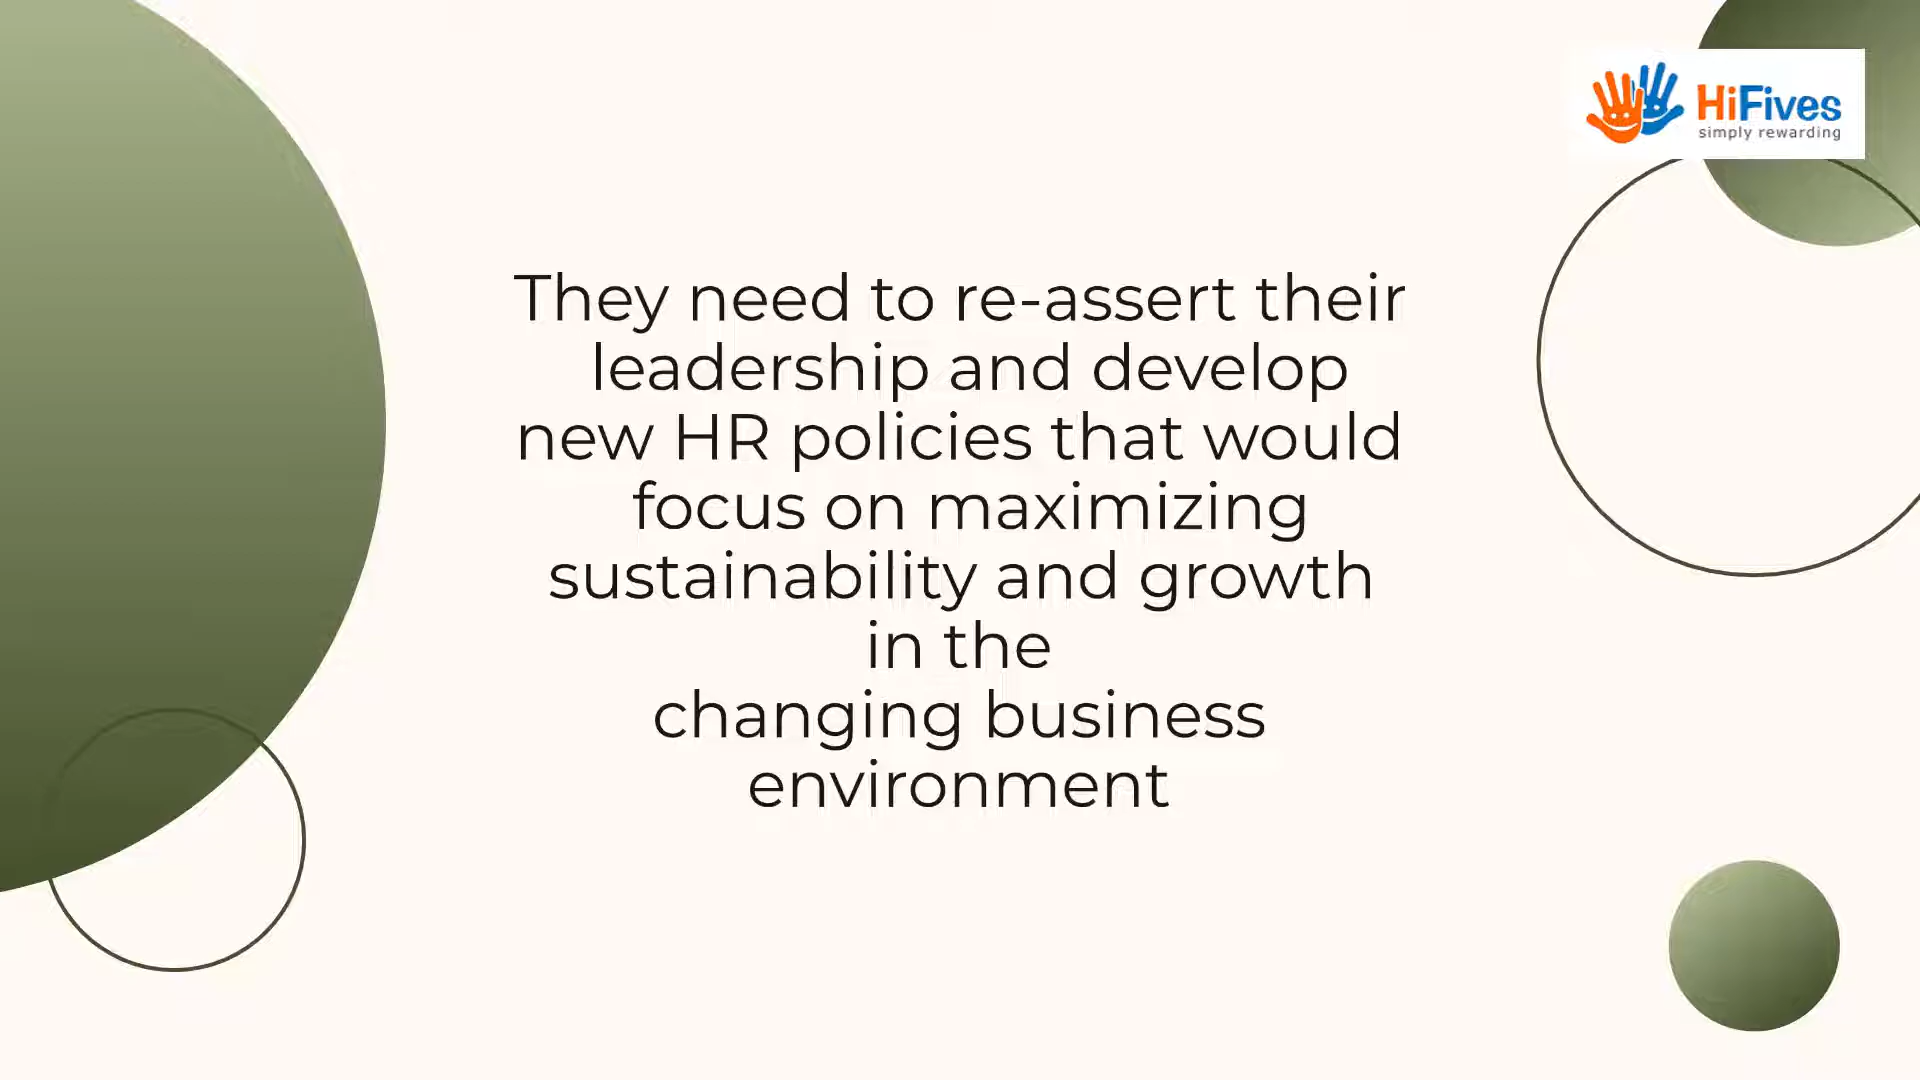 HiFives
simply rewarding
They need to re-assert their
leadership and develop
new HR policies that would
focus on maximizing
sustainability and growth
in the
changing business
environment